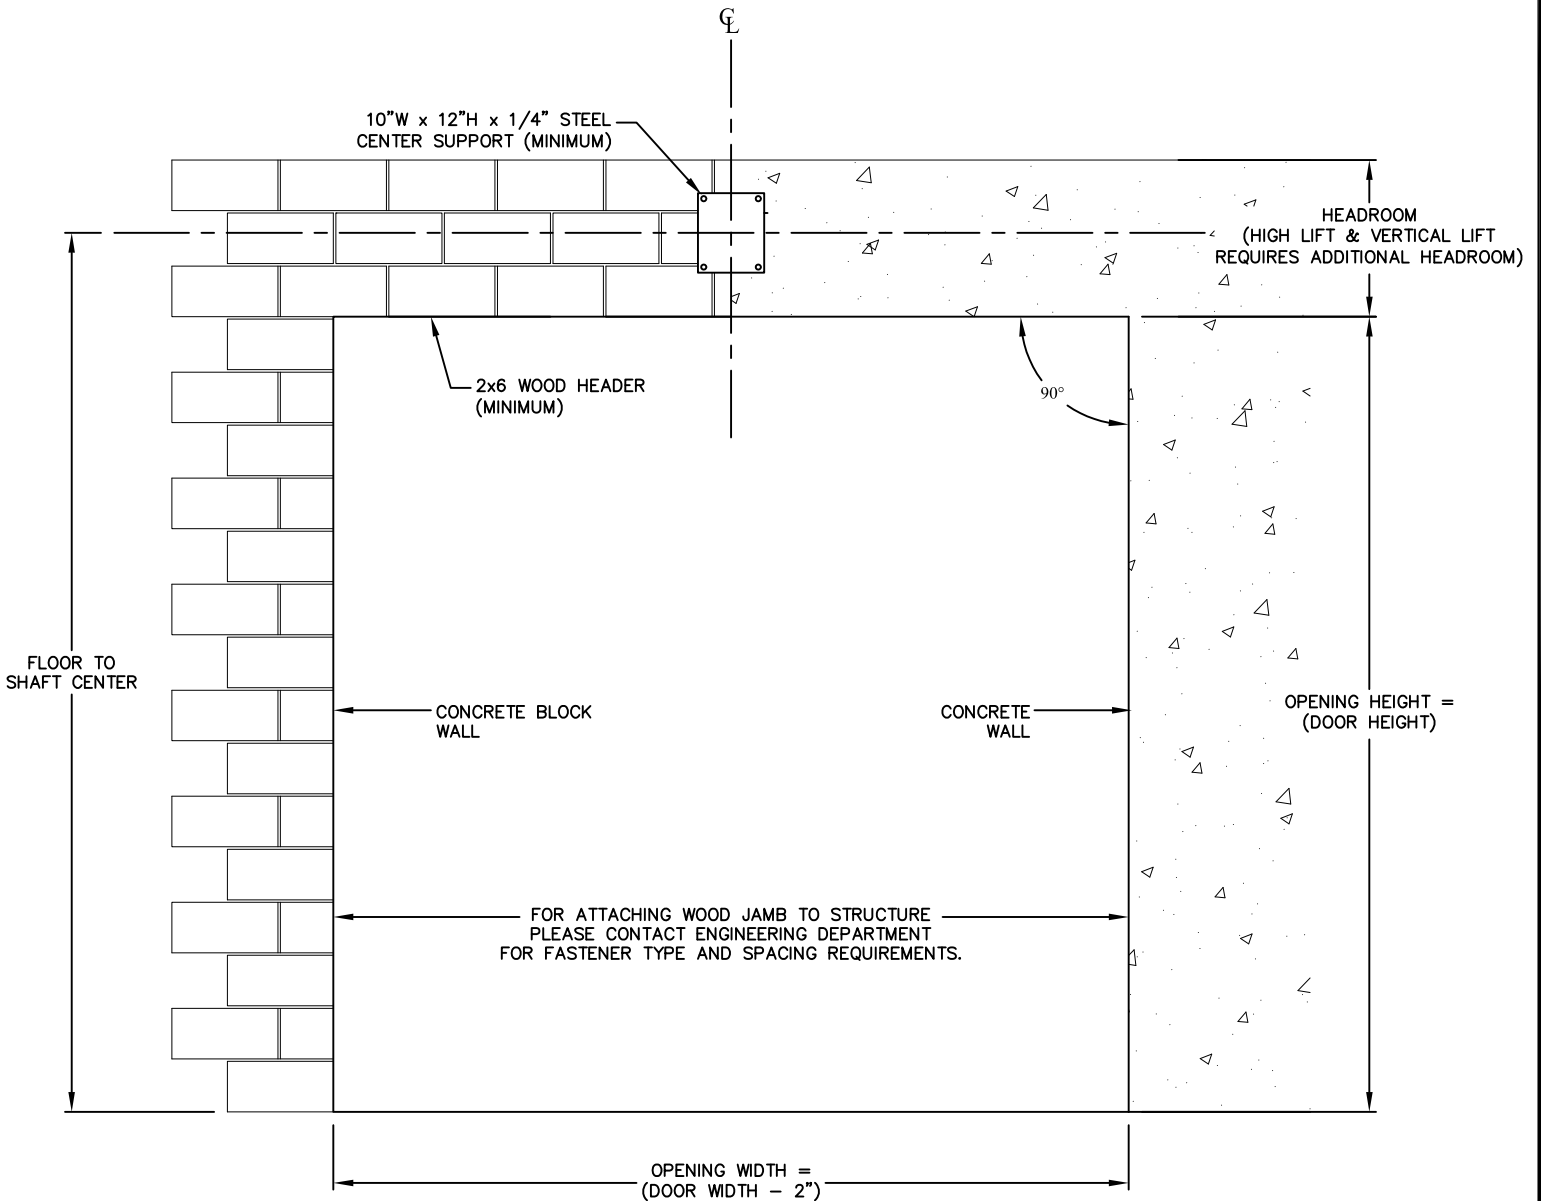 ℄
10"W x 12"H x 1/4" STEEL
CENTER SUPPORT (MINIMUM)
HEADROOM
(HIGH LIFT & VERTICAL LIFT
REQUIRES ADDITIONAL HEADROOM)
2x6 WOOD HEADER
(MINIMUM)
90°
FLOOR TO
SHAFT CENTER
CONCRETE BLOCK
WALL
CONCRETE
WALL
OPENING HEIGHT =
(DOOR HEIGHT)
FOR ATTACHING WOOD JAMB TO STRUCTURE
PLEASE CONTACT ENGINEERING DEPARTMENT
FOR FASTENER TYPE AND SPACING REQUIREMENTS.
OPENING WIDTH =
(DOOR WIDTH - 2")